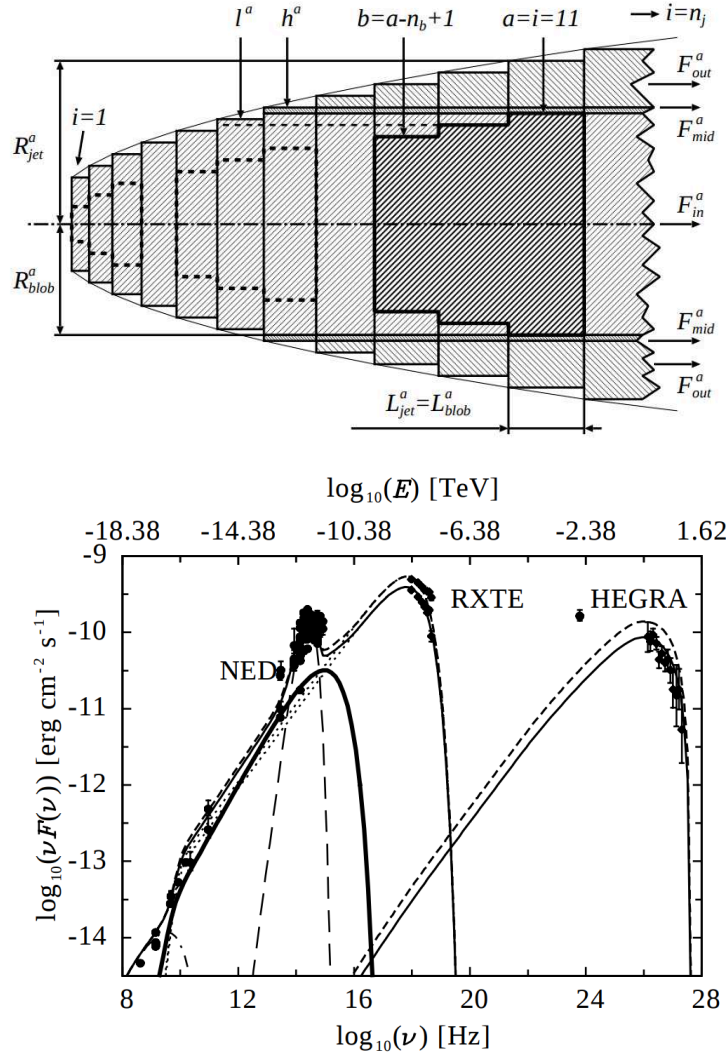 l^a h^a b=a-n_b+1 a=i=11 i=n_j
F^a_out
i=1
R^a_jet
F^a_mid
F^a_in
R^a_blob
F^a_mid
F^a_out
L^a_jet=L^a_blob
log₁₀(E) [TeV]
-18.38 -14.38 -10.38 -6.38 -2.38 1.62
-9
RXTE HEGRA
-10
NED
-11
-12
-13
-14
log₁₀(νF(ν)) [erg cm⁻² s⁻¹]
8 12 16 20 24 28
log₁₀(ν) [Hz]